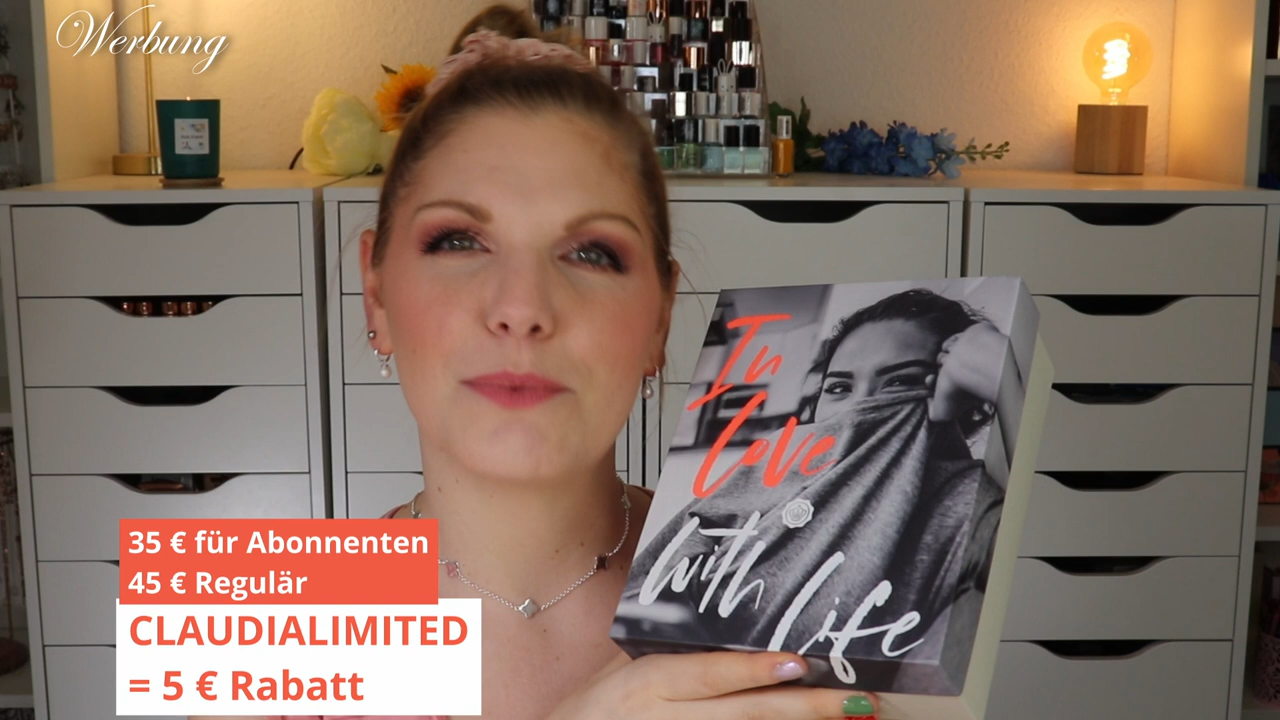 Werbung
In
Love
with life
35 € für Abonnenten
45 € Regulär
CLAUDIALIMITED
= 5 € Rabatt